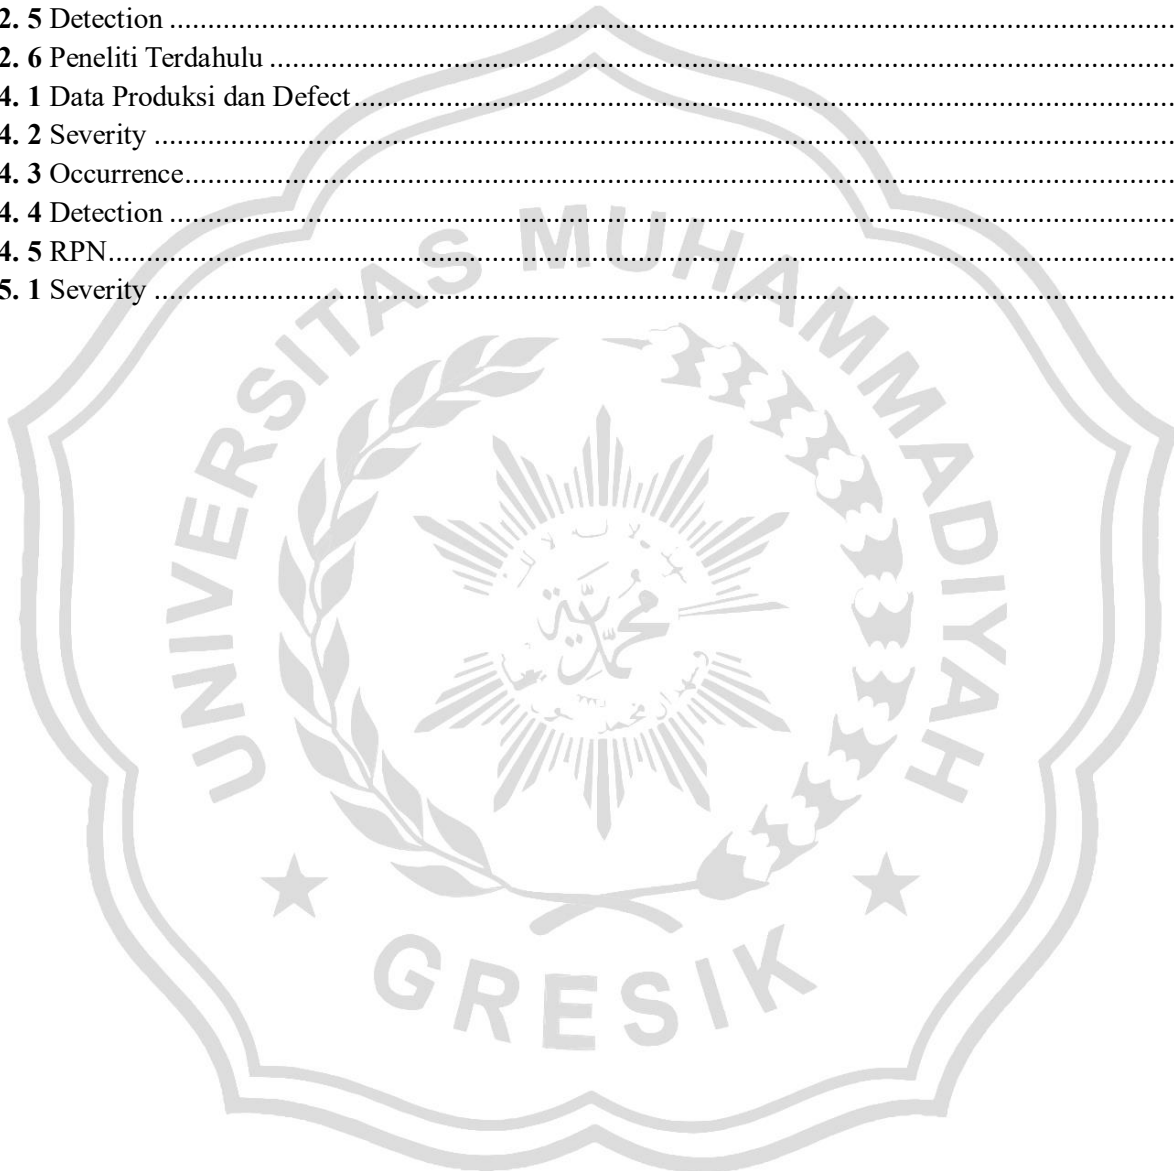 2. 5 Detection ........................................................................................................................................
2. 6 Peneliti Terdahulu ........................................................................................................................
4. 1 Data Produksi dan Defect ............................................................................................................
4. 2 Severity ..........................................................................................................................................
4. 3 Occurrence .....................................................................................................................................
4. 4 Detection ........................................................................................................................................
4. 5 RPN ................................................................................................................................................
5. 1 Severity ..........................................................................................................................................
UNIVERSITAS MUHAMMADIYAH
GRESIK
محمد